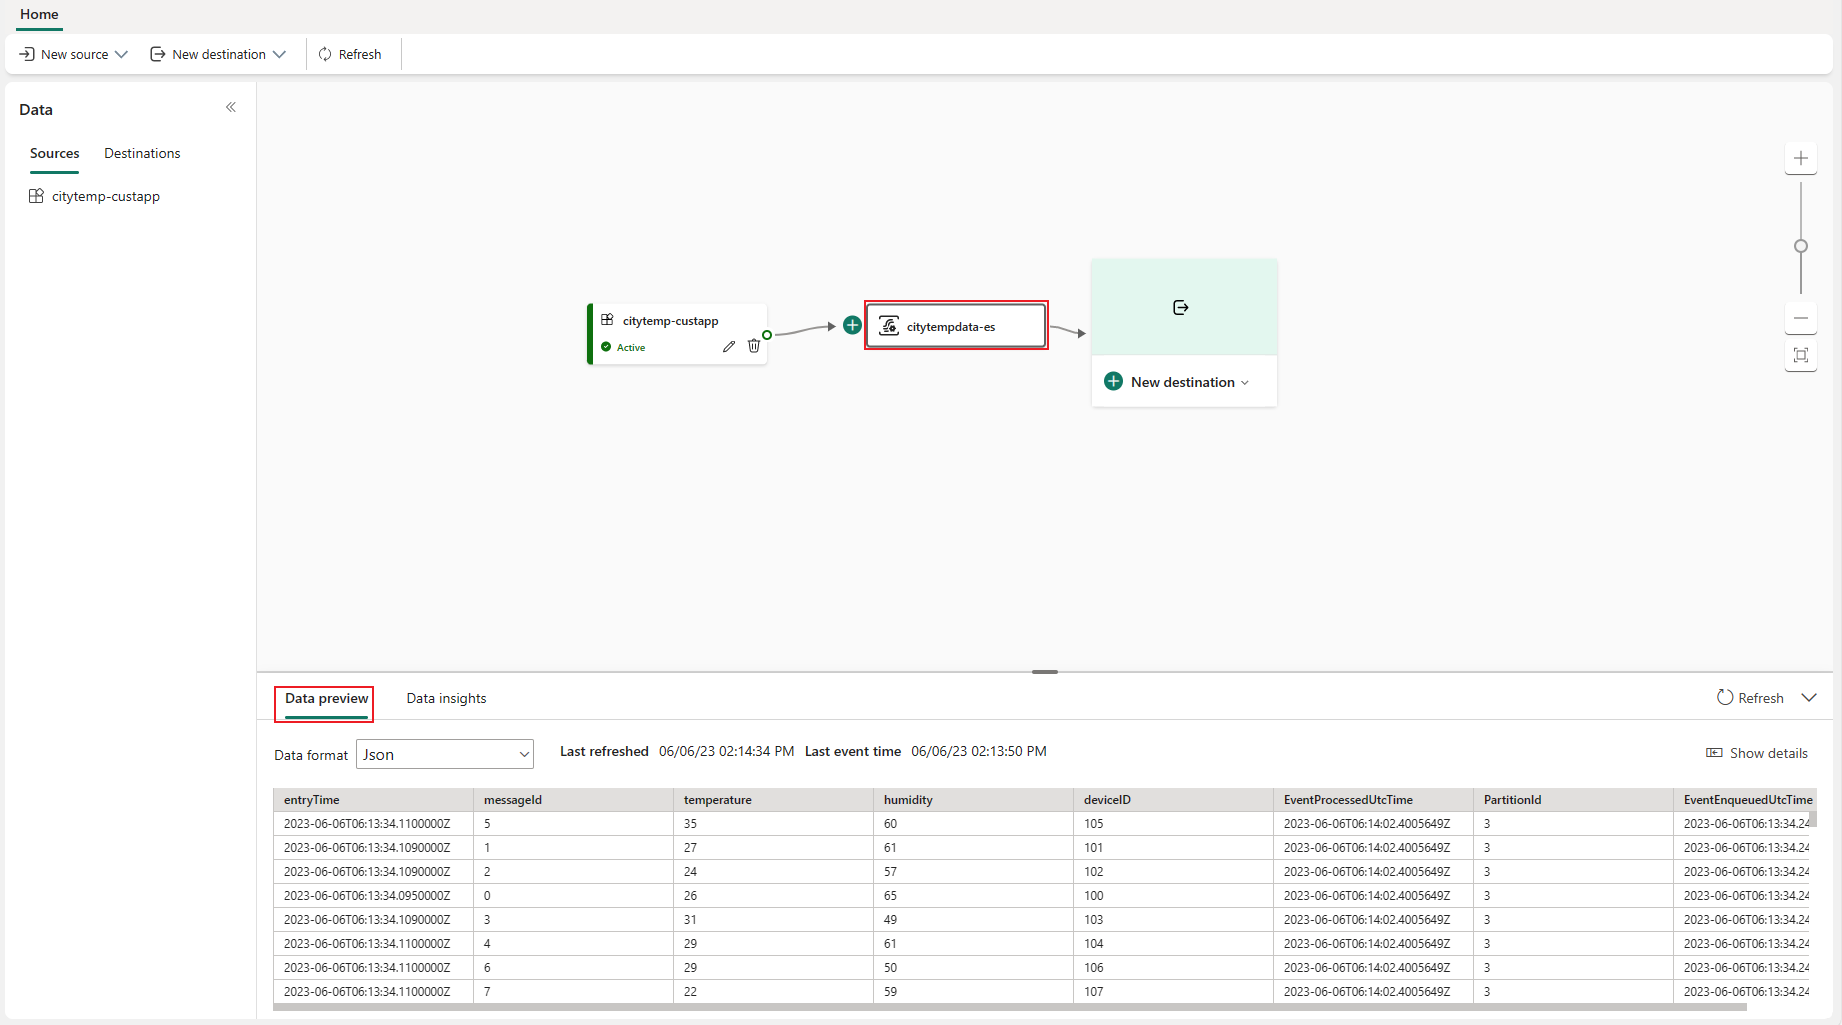 Home
New source New destination Refresh
Data
Sources Destinations
citytemp-custapp
citytemp-custapp
Active
citytempdata-es
New destination
Data preview Data insights Refresh
Data format Json Last refreshed 06/06/23 02:14:34 PM Last event time 06/06/23 02:13:50 PM Show details
entryTime messageId temperature humidity deviceID EventProcessedUtcTime PartitionId EventEnqueuedUtcTime
2023-06-06T06:13:34.1100000Z 5 35 60 105 2023-06-06T06:14:02.4005649Z 3 2023-06-06T06:13:34.24
2023-06-06T06:13:34.1090000Z 1 27 61 101 2023-06-06T06:14:02.4005649Z 3 2023-06-06T06:13:34.24
2023-06-06T06:13:34.1090000Z 2 24 57 102 2023-06-06T06:14:02.4005649Z 3 2023-06-06T06:13:34.24
2023-06-06T06:13:34.0950000Z 0 26 65 100 2023-06-06T06:14:02.4005649Z 3 2023-06-06T06:13:34.24
2023-06-06T06:13:34.1090000Z 3 31 49 103 2023-06-06T06:14:02.4005649Z 3 2023-06-06T06:13:34.24
2023-06-06T06:13:34.1100000Z 4 29 61 104 2023-06-06T06:14:02.4005649Z 3 2023-06-06T06:13:34.24
2023-06-06T06:13:34.1100000Z 6 29 50 106 2023-06-06T06:14:02.4005649Z 3 2023-06-06T06:13:34.24
2023-06-06T06:13:34.1100000Z 7 22 59 107 2023-06-06T06:14:02.4005649Z 3 2023-06-06T06:13:34.24